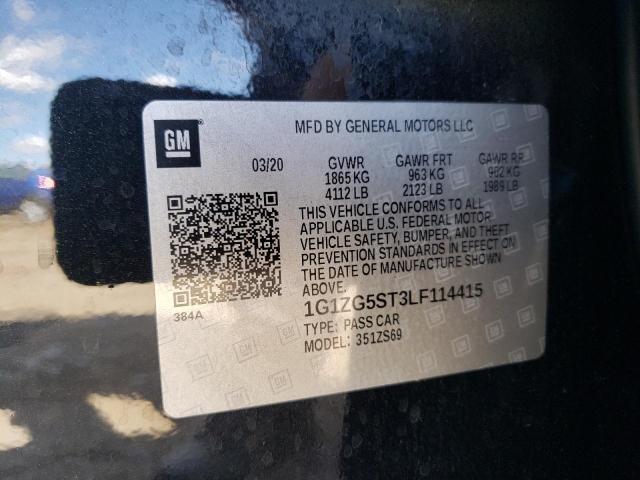 MFD BY GENERAL MOTORS LLC
GM
03/20 GVWR GAWR FRT GAWR RR
1865 KG 963 KG 902 KG
4112 LB 2123 LB 1989 LB
THIS VEHICLE CONFORMS TO ALL
APPLICABLE U.S. FEDERAL MOTOR
VEHICLE SAFETY, BUMPER, AND THEFT
PREVENTION STANDARDS IN EFFECT ON
THE DATE OF MANUFACTURE SHOWN
ABOVE.
384A
1G1ZG5ST3LF114415
TYPE: PASS CAR
MODEL: 351ZS69